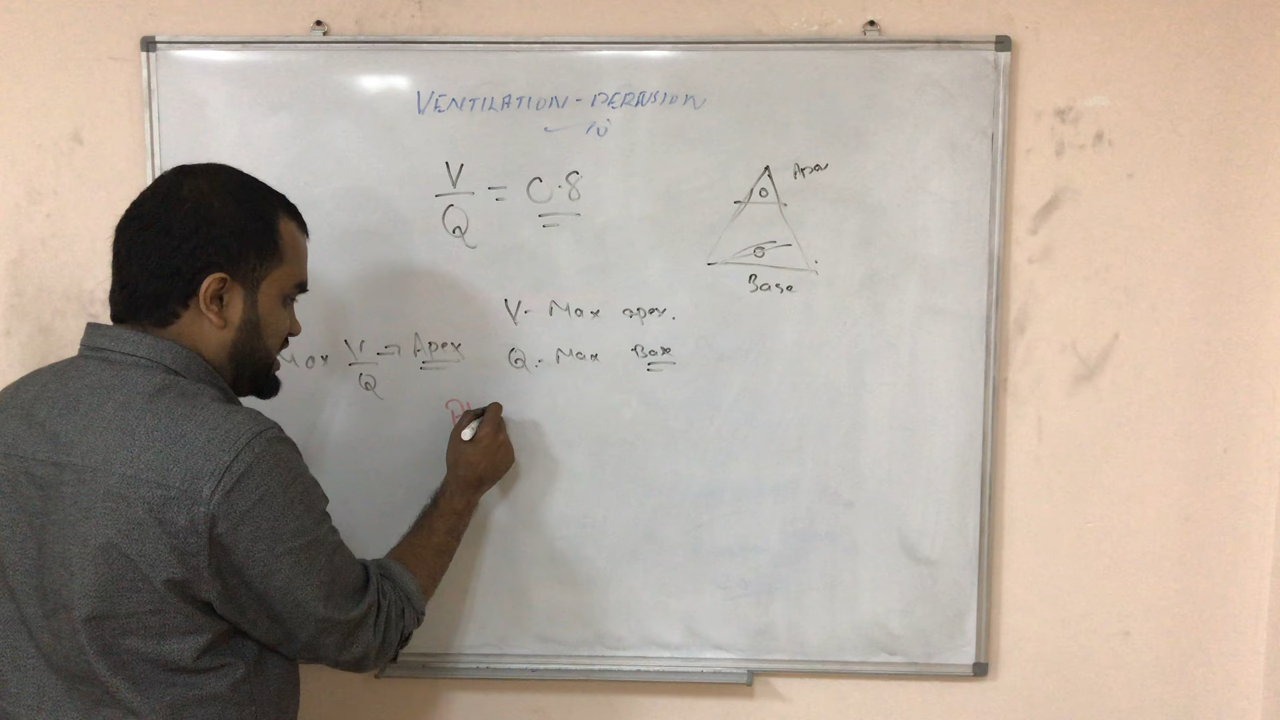 VENTILATION - PERFUSION
V
Q
= 0.8
Apex
Base
V - Max apex.
Q - Max Base
Max V/Q = Apex